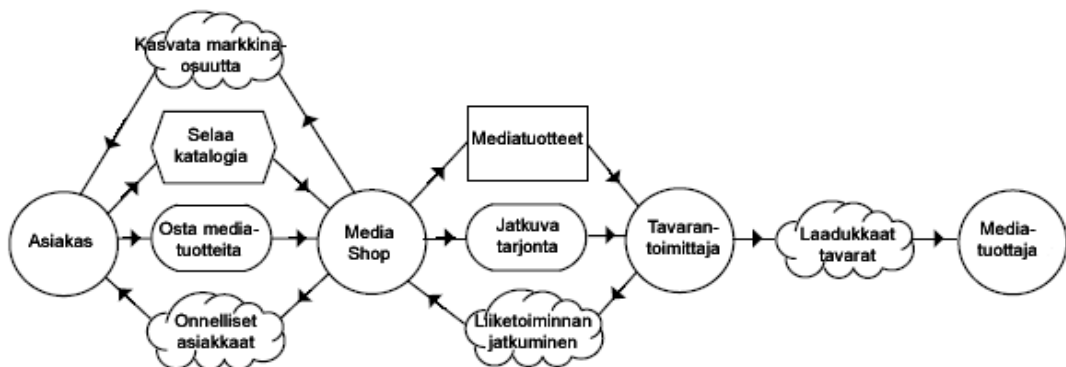 Kasvata markkina-
osuutta
Selaa
katalogia
Mediatuotteet
Asiakas
Osta media-
tuotteita
Media
Shop
Jatkuva
tarjonta
Tavaran-
toimittaja
Laadukkaat
tavarat
Media-
tuottaja
Onnelliset
asiakkaat
Liiketoiminnan
jatkuminen